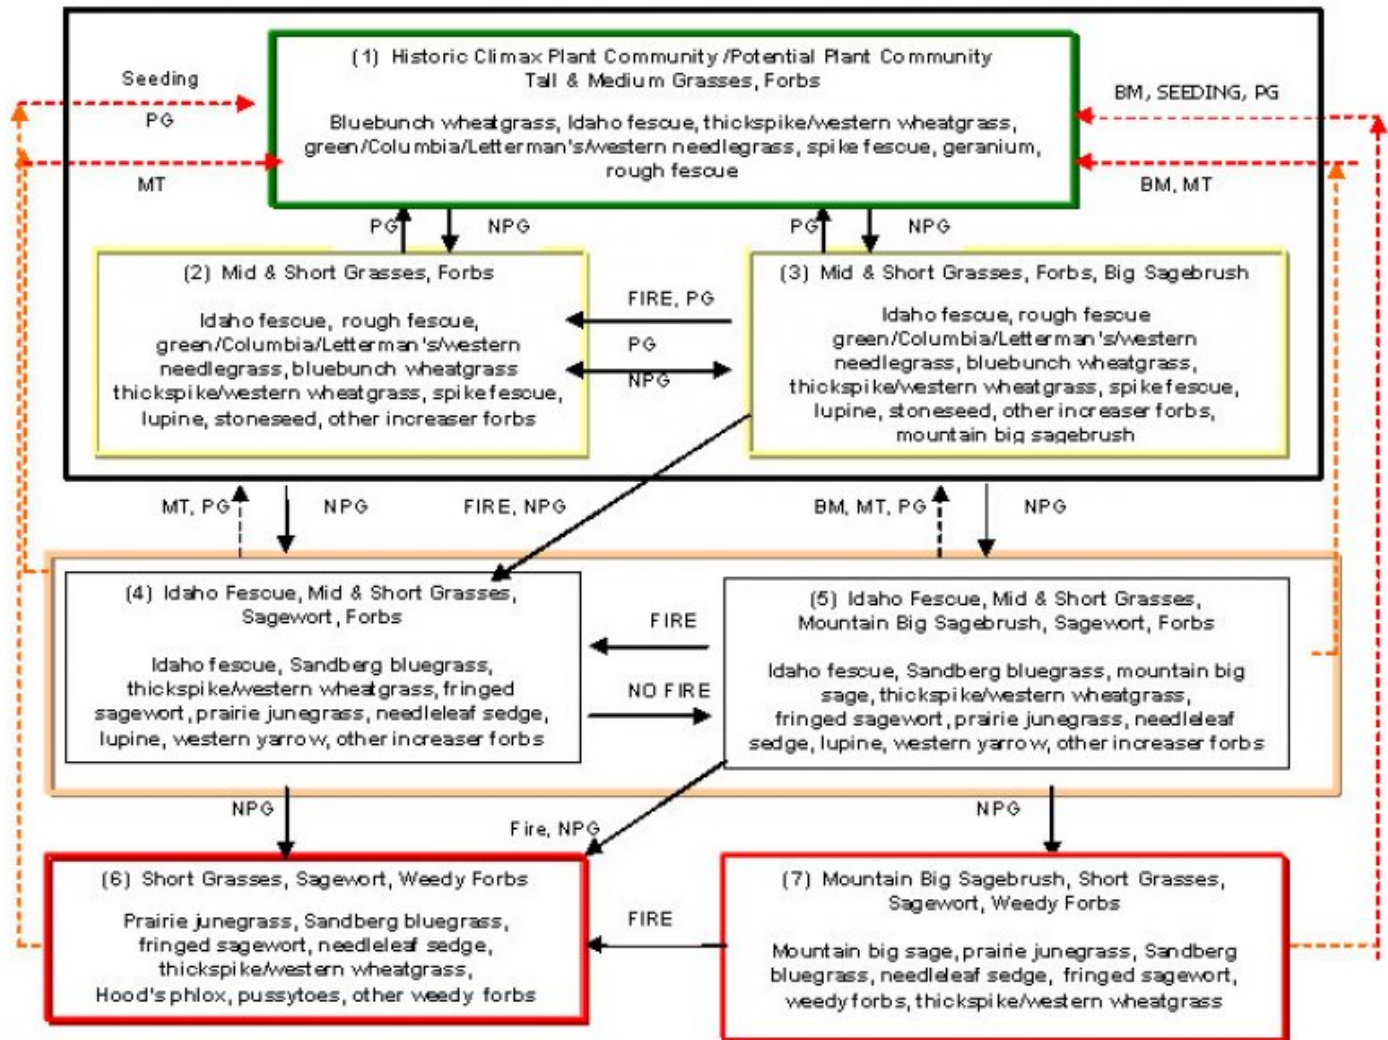 (1) Historic Climax Plant Community /Potential Plant Community
Tall & Medium Grasses, Forbs
Bluebunch wheatgrass, Idaho fescue, thickspike/western wheatgrass,
green/Columbia/Letterman's/western needlegrass, spike fescue, geranium,
rough fescue
Seeding
PG
MT
BM, SEEDING, PG
BM, MT
PG
NPG
PG
NPG
(2) Mid & Short Grasses, Forbs
Idaho fescue, rough fescue,
green/Columbia/Letterman's/western
needlegrass, bluebunch wheatgrass
thickspike/western wheatgrass, spike fescue,
lupine, stoneseed, other increaser forbs
FIRE, PG
PG
NPG
(3) Mid & Short Grasses, Forbs, Big Sagebrush
Idaho fescue, rough fescue
green/Columbia/Letterman's/western
needlegrass, bluebunch wheatgrass,
thickspike/western wheatgrass, spike fescue,
lupine, stoneseed, other increaser forbs,
mountain big sagebrush
MT, PG
NPG
FIRE, NPG
BM, MT, PG
NPG
(4) Idaho Fescue, Mid & Short Grasses,
Sagewort, Forbs
Idaho fescue, Sandberg bluegrass,
thickspike/western wheatgrass, fringed
sagewort, prairie junegrass, needleleaf sedge,
lupine, western yarrow, other increaser forbs
FIRE
NO FIRE
(5) Idaho Fescue, Mid & Short Grasses,
Mountain Big Sagebrush, Sagewort, Forbs
Idaho fescue, Sandberg bluegrass, mountain big
sage, thickspike/western wheatgrass,
fringed sagewort, prairie junegrass, needleleaf
sedge, lupine, western yarrow, other increaser forbs
NPG
Fire, NPG
NPG
(6) Short Grasses, Sagewort, Weedy Forbs
Prairie junegrass, Sandberg bluegrass,
fringed sagewort, needleleaf sedge,
thickspike/western wheatgrass,
Hood's phlox, pussytoes, other weedy forbs
FIRE
(7) Mountain Big Sagebrush, Short Grasses,
Sagewort, Weedy Forbs
Mountain big sage, prairie junegrass, Sandberg
bluegrass, needleleaf sedge, fringed sagewort,
weedy forbs, thickspike/western wheatgrass